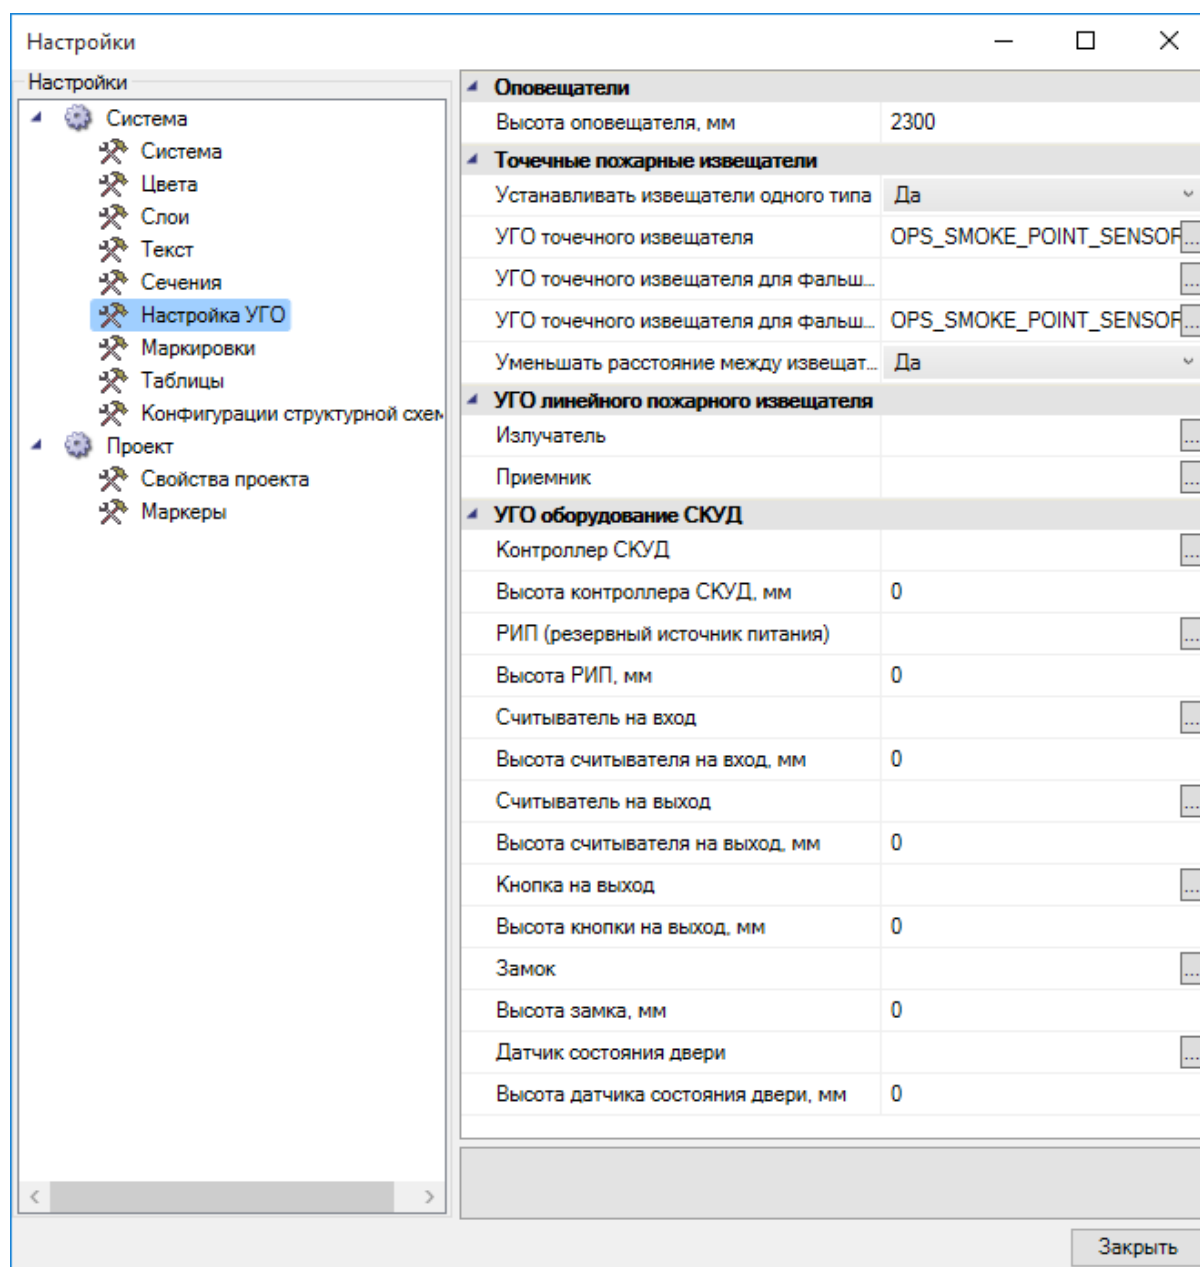 Настройки
Настройки
Система
Система
Цвета
Слои
Текст
Сечения
Настройка УГО
Маркировки
Таблицы
Конфигурации структурной схем
Проект
Свойства проекта
Маркеры
Оповещатели
Высота оповещателя, мм 2300
Точечные пожарные извещатели
Устанавливать извещатели одного типа Да
УГО точечного извещателя OPS_SMOKE_POINT_SENSOR...
УГО точечного извещателя для фальш... ...
УГО точечного извещателя для фальш... OPS_SMOKE_POINT_SENSOR...
Уменьшать расстояние между извещат... Да
УГО линейного пожарного извещателя
Излучатель ...
Приемник ...
УГО оборудование СКУД
Контроллер СКУД ...
Высота контроллера СКУД, мм 0
РИП (резервный источник питания) ...
Высота РИП, мм 0
Считыватель на вход ...
Высота считывателя на вход, мм 0
Считыватель на выход ...
Высота считывателя на выход, мм 0
Кнопка на выход ...
Высота кнопки на выход, мм 0
Замок ...
Высота замка, мм 0
Датчик состояния двери ...
Высота датчика состояния двери, мм 0
Закрыть